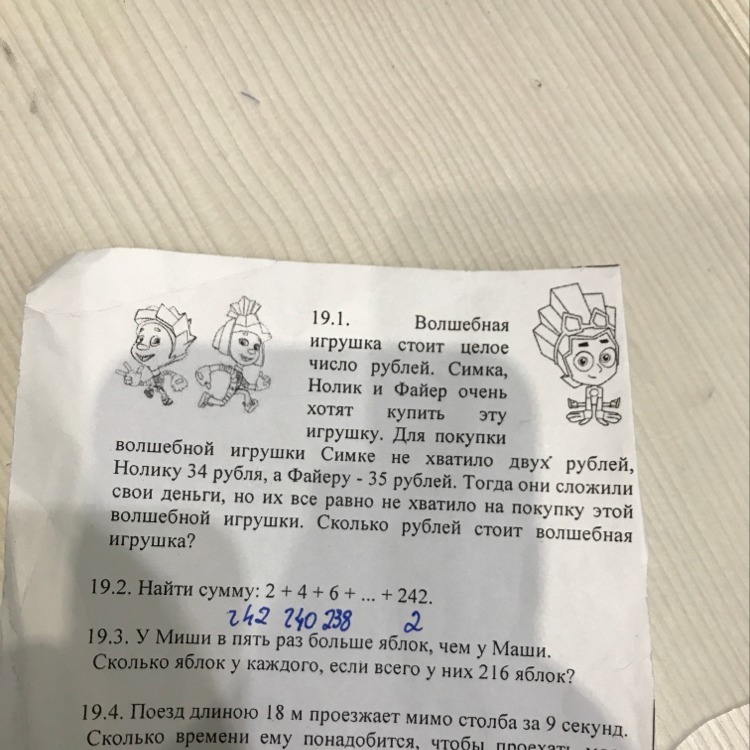 19.1. Волшебная
игрушка стоит целое
число рублей. Симка,
Нолик и Файер очень
хотят купить эту
игрушку. Для покупки
волшебной игрушки Симке не хватило двух рублей,
Нолику 34 рубля, а Файеру - 35 рублей. Тогда они сложили
свои деньги, но их все равно не хватило на покупку этой
волшебной игрушки. Сколько рублей стоит волшебная
игрушка?
19.2. Найти сумму: 2 + 4 + 6 + ... + 242.
242 240 238 2
19.3. У Миши в пять раз больше яблок, чем у Маши.
Сколько яблок у каждого, если всего у них 216 яблок?
19.4. Поезд длиною 18 м проезжает мимо столба за 9 секунд.
Сколько времени ему понадобится, чтобы проехать